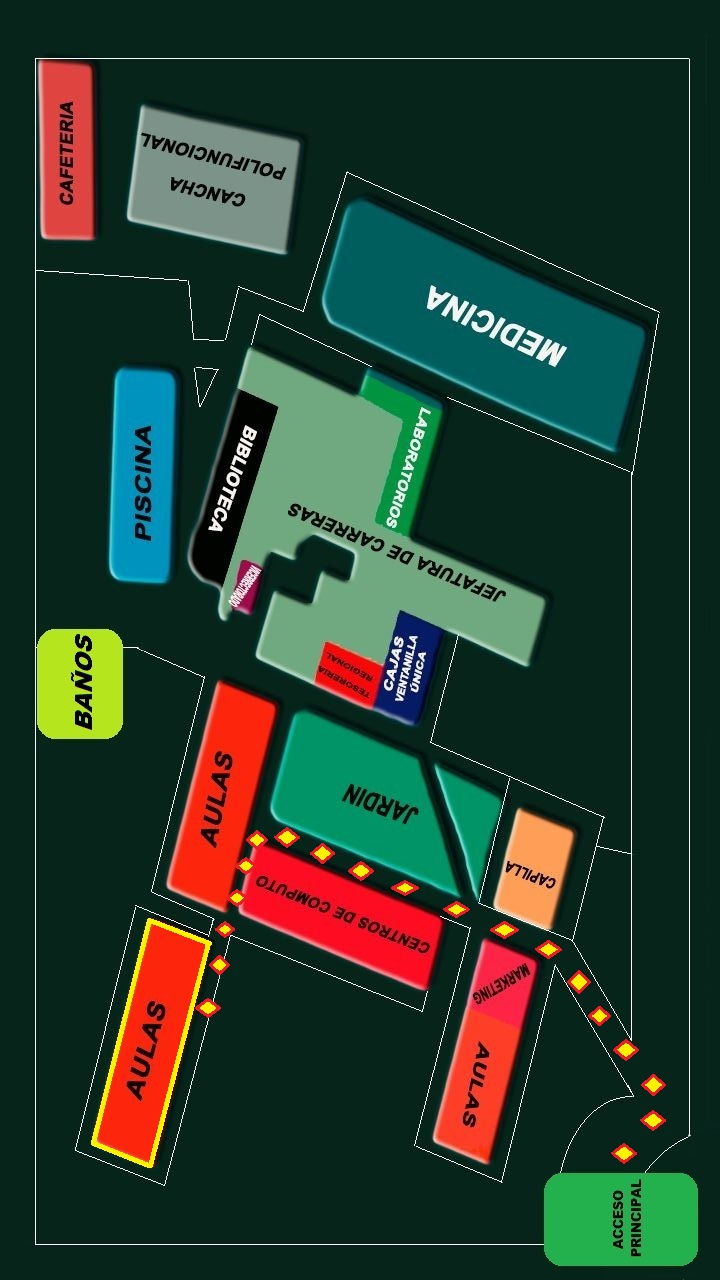 CAFETERIA
CANCHA
POLIFUNCIONAL
MEDICINA
LABORATORIOS
BIBLIOTECA
PISCINA
JEFATURA DE CARRERAS
TESORERIA
REGIONAL
CAJAS
VENTANILLA
ÚNICA
BAÑOS
AULAS
JARDIN
CAPILLA
CENTROS DE COMPUTO
MARKETING
AULAS
AULAS
ACCESO
PRINCIPAL